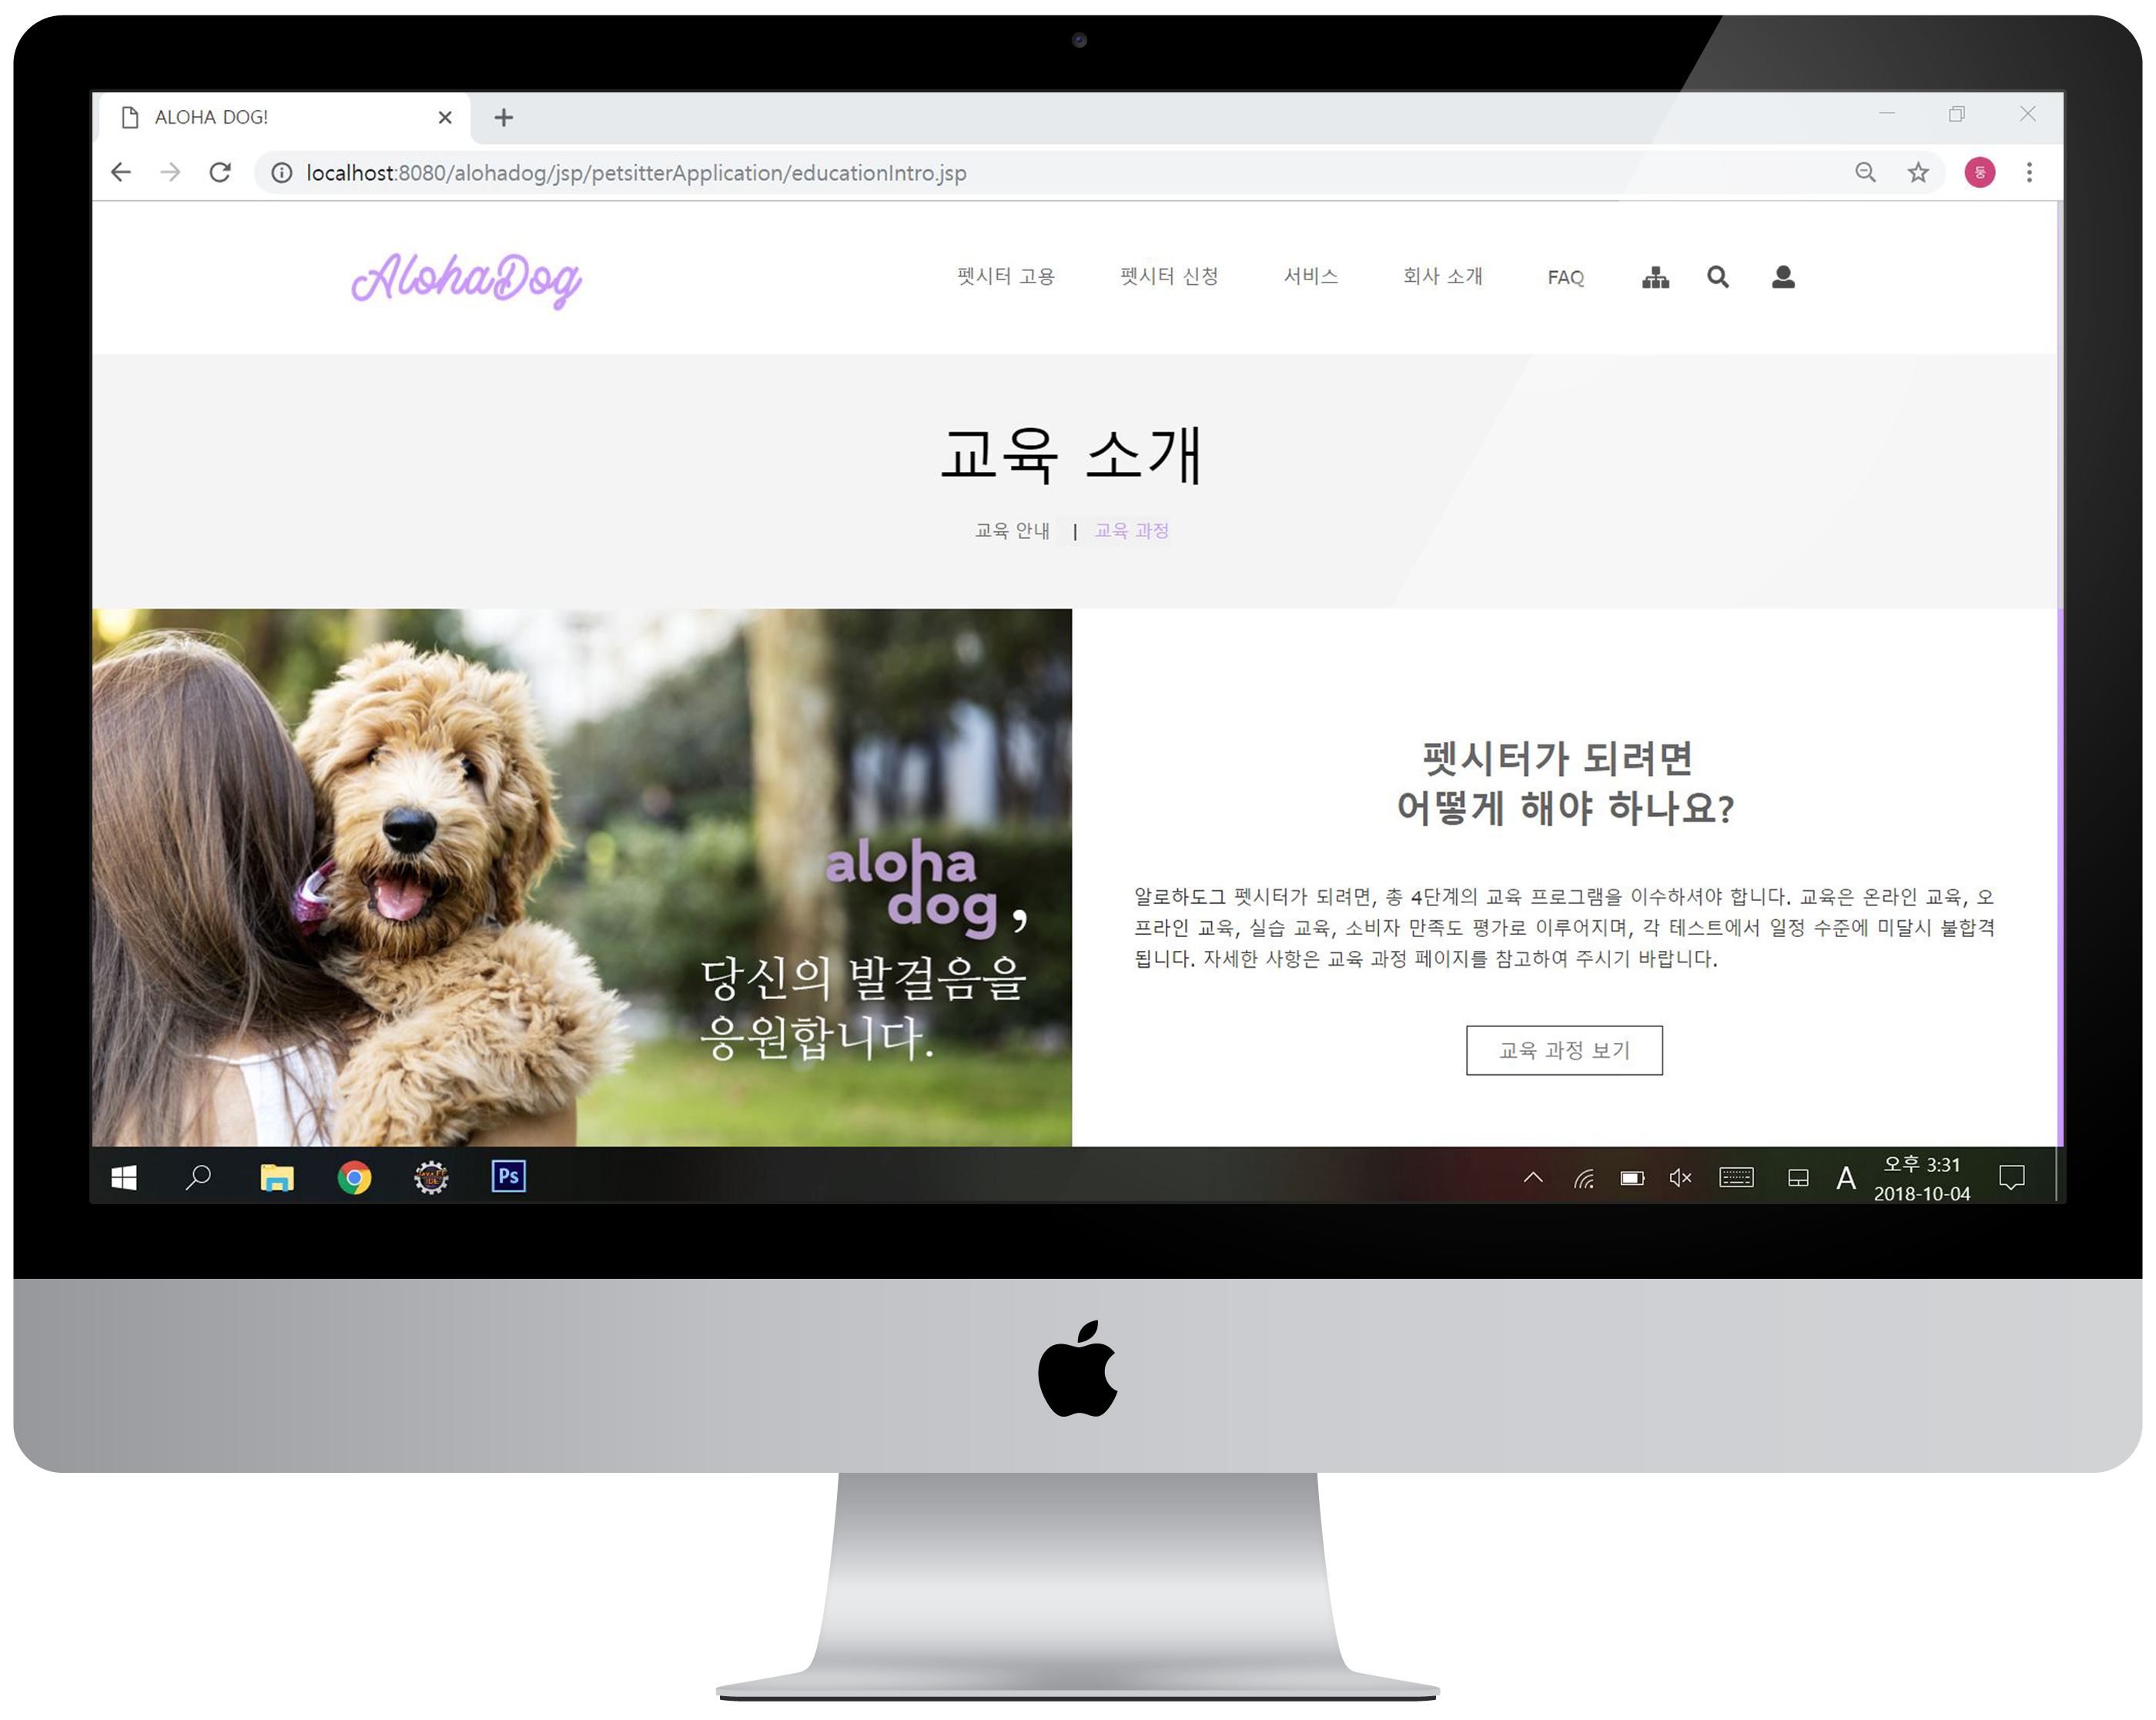 ALOHA DOG!
localhost:8080/alohadog/jsp/petsitterApplication/educationIntro.jsp
둥
AlohaDog
펫시터 고용
펫시터 신청
서비스
회사 소개
FAQ
교육 소개
교육 안내 | 교육 과정
aloha
dog,
당신의 발걸음을
응원합니다.
펫시터가 되려면
어떻게 해야 하나요?
알로하도그 펫시터가 되려면, 총 4단계의 교육 프로그램을 이수하셔야 합니다. 교육은 온라인 교육, 오
프라인 교육, 실습 교육, 소비자 만족도 평가로 이루어지며, 각 테스트에서 일정 수준에 미달시 불합격
됩니다. 자세한 사항은 교육 과정 페이지를 참고하여 주시기 바랍니다.
교육 과정 보기
Java EE
IDE
Ps
A
오후 3:31
2018-10-04